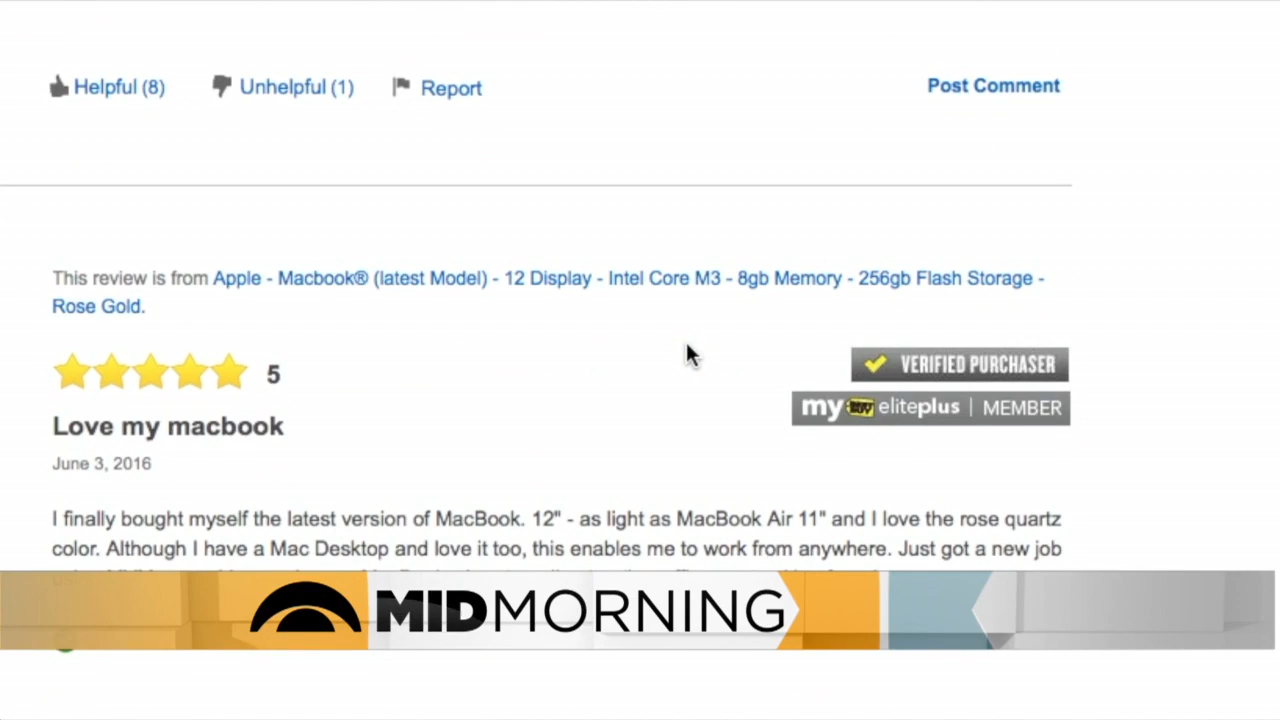 Helpful (8) Unhelpful (1) Report Post Comment
This review is from Apple - Macbook® (latest Model) - 12 Display - Intel Core M3 - 8gb Memory - 256gb Flash Storage -
Rose Gold.
5
VERIFIED PURCHASER
my BUY eliteplus | MEMBER
Love my macbook
June 3, 2016
I finally bought myself the latest version of MacBook. 12" - as light as MacBook Air 11" and I love the rose quartz
color. Although I have a Mac Desktop and love it too, this enables me to work from anywhere. Just got a new job
MIDMORNING